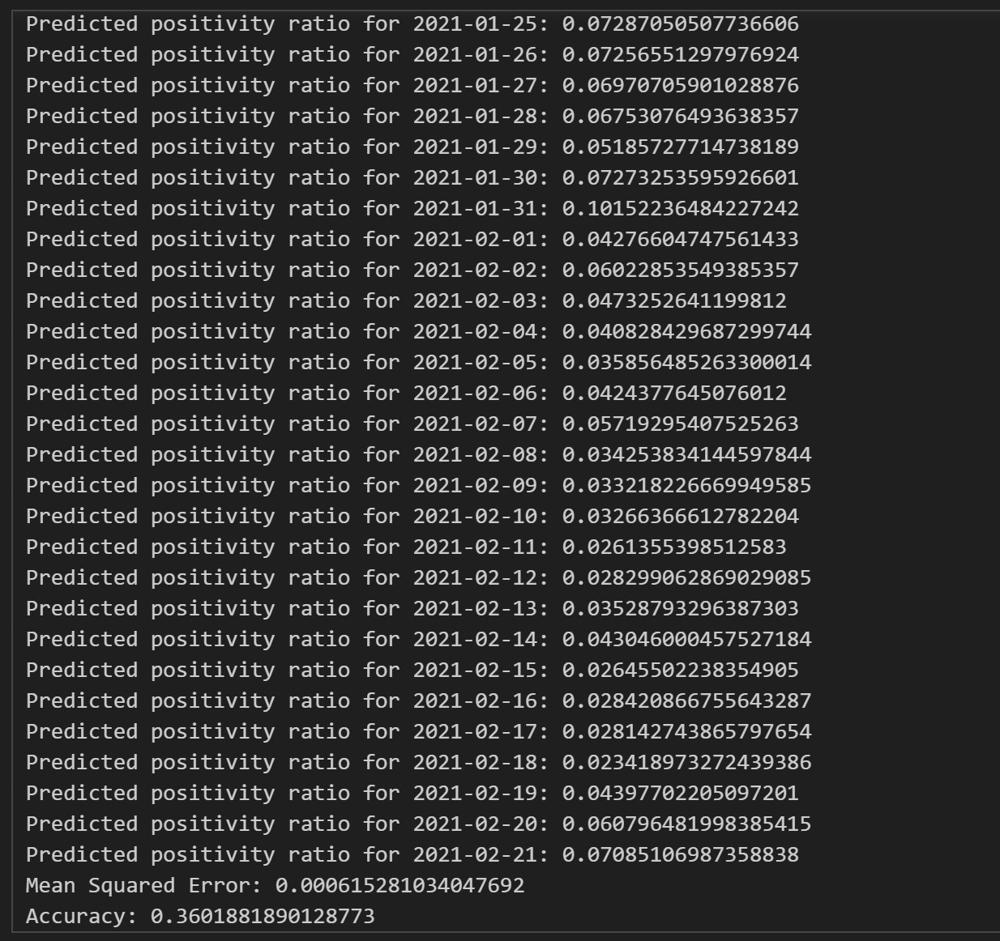 Predicted positivity ratio for 2021-01-25: 0.07287050507736606
Predicted positivity ratio for 2021-01-26: 0.07256551297976924
Predicted positivity ratio for 2021-01-27: 0.06970705901028876
Predicted positivity ratio for 2021-01-28: 0.06753076493638357
Predicted positivity ratio for 2021-01-29: 0.05185727714738189
Predicted positivity ratio for 2021-01-30: 0.07273253595926601
Predicted positivity ratio for 2021-01-31: 0.10152236484227242
Predicted positivity ratio for 2021-02-01: 0.04276604747561433
Predicted positivity ratio for 2021-02-02: 0.06022853549385357
Predicted positivity ratio for 2021-02-03: 0.0473252641199812
Predicted positivity ratio for 2021-02-04: 0.040828429687299744
Predicted positivity ratio for 2021-02-05: 0.035856485263300014
Predicted positivity ratio for 2021-02-06: 0.0424377645076012
Predicted positivity ratio for 2021-02-07: 0.05719295407525263
Predicted positivity ratio for 2021-02-08: 0.034253834144597844
Predicted positivity ratio for 2021-02-09: 0.033218226669949585
Predicted positivity ratio for 2021-02-10: 0.03266366612782204
Predicted positivity ratio for 2021-02-11: 0.0261355398512583
Predicted positivity ratio for 2021-02-12: 0.028299062869029085
Predicted positivity ratio for 2021-02-13: 0.03528793296387303
Predicted positivity ratio for 2021-02-14: 0.043046000457527184
Predicted positivity ratio for 2021-02-15: 0.02645502238354905
Predicted positivity ratio for 2021-02-16: 0.028420866755643287
Predicted positivity ratio for 2021-02-17: 0.028142743865797654
Predicted positivity ratio for 2021-02-18: 0.023418973272439386
Predicted positivity ratio for 2021-02-19: 0.04397702205097201
Predicted positivity ratio for 2021-02-20: 0.060796481998385415
Predicted positivity ratio for 2021-02-21: 0.07085106987358838
Mean Squared Error: 0.000615281034047692
Accuracy: 0.3601881890128773